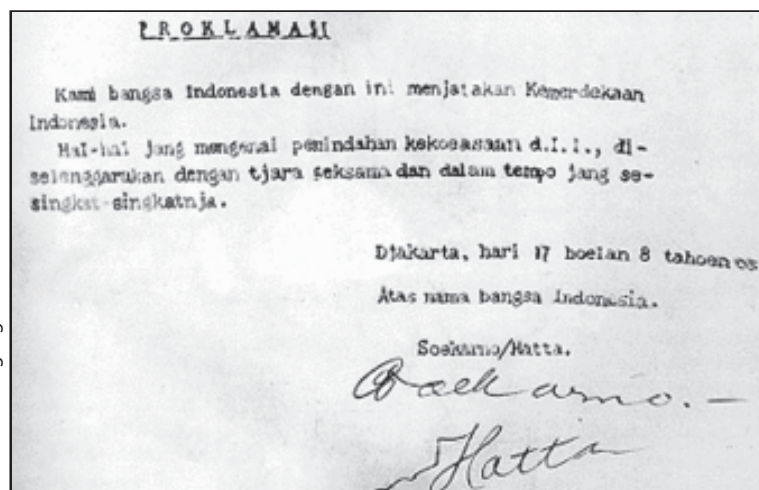 PROKLAMASI
Kami bangsa Indonesia dengan ini menjatakan Kemerdekaan
Indonesia.
Hal-hal jang mengenai pemindahan kekoeasaan d.l.l., di-
selenggarakan dengan tjara seksama dan dalam tempo jang se-
singkat-singkatnja.
Djakarta, hari 17 boelan 8 tahoen 05
Atas nama bangsa Indonesia.
Soekarno/Hatta.
Soekarno.-
Hatta